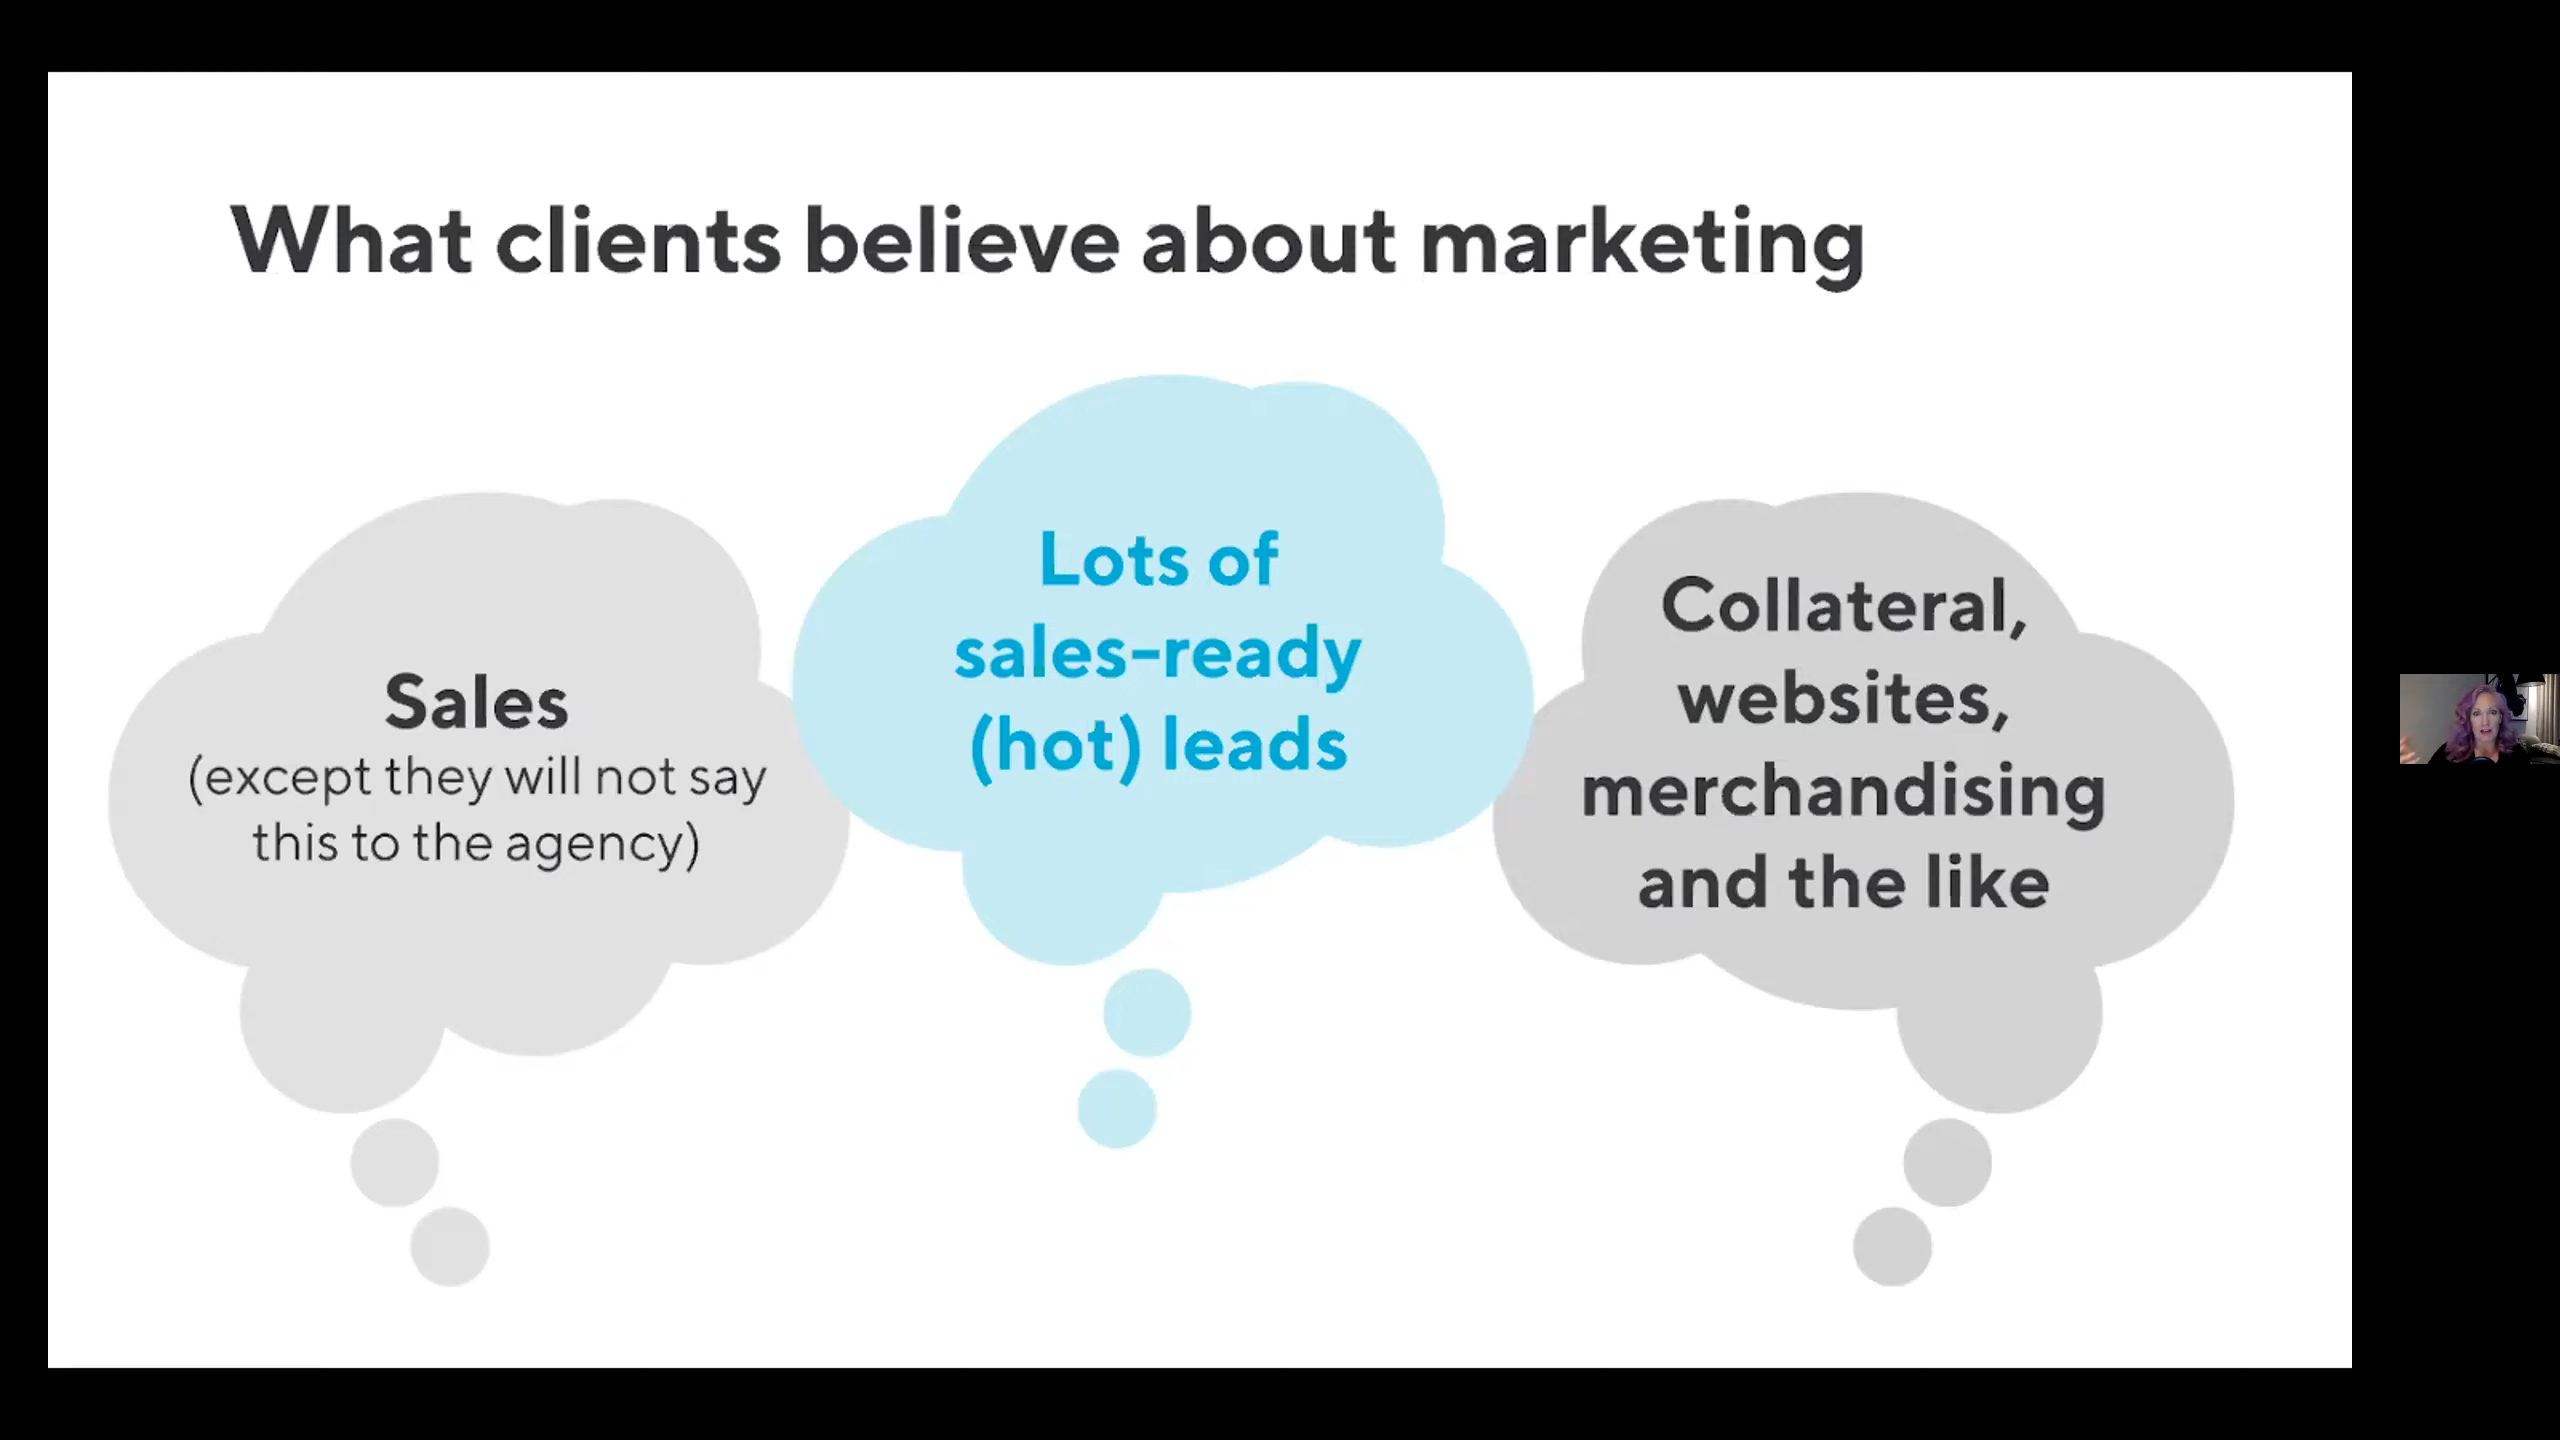 What clients believe about marketing
Sales
(except they will not say
this to the agency)
Lots of
sales-ready
(hot) leads
Collateral,
websites,
merchandising
and the like